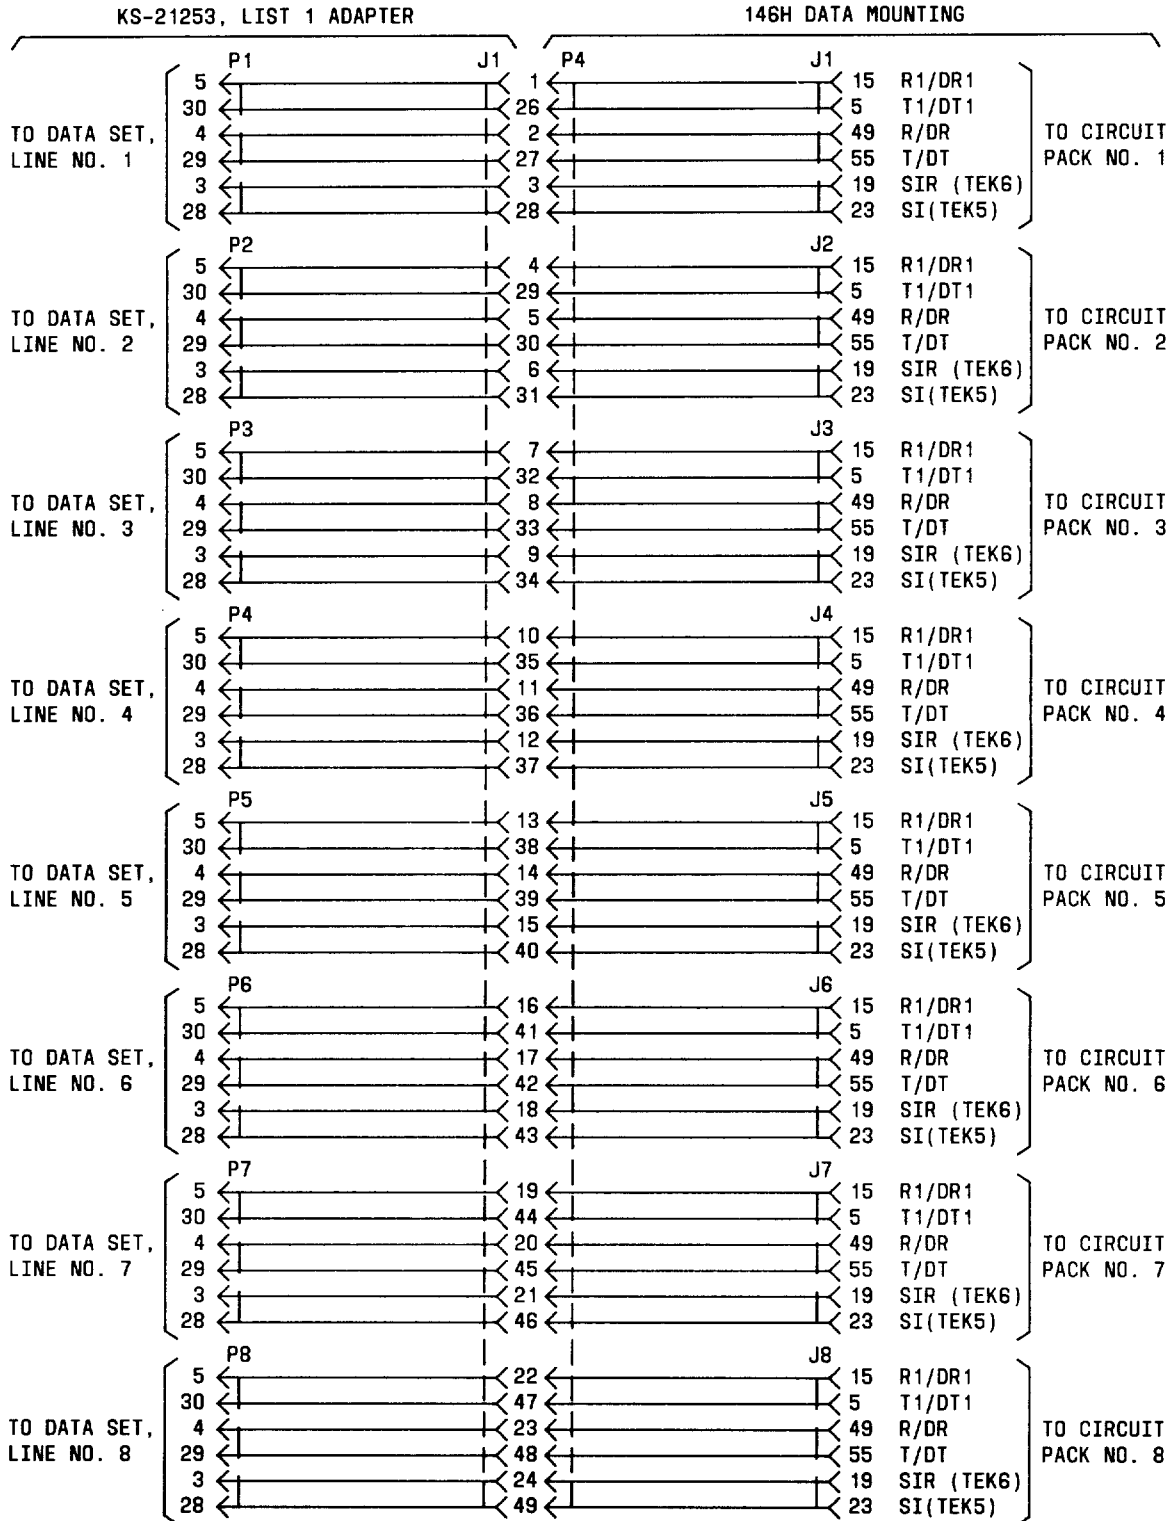 KS-21253, LIST 1 ADAPTER 146H DATA MOUNTING
P1 J1 P4 J1
5 1 15 R1/DR1
30 26 5 T1/DT1
TO DATA SET, 4 2 49 R/DR TO CIRCUIT
LINE NO. 1 29 27 55 T/DT PACK NO. 1
3 3 19 SIR (TEK6)
28 28 23 SI(TEK5)
P2 J2
5 4 15 R1/DR1
30 29 5 T1/DT1
TO DATA SET, 4 5 49 R/DR TO CIRCUIT
LINE NO. 2 29 30 55 T/DT PACK NO. 2
3 6 19 SIR (TEK6)
28 31 23 SI(TEK5)
P3 J3
5 7 15 R1/DR1
30 32 5 T1/DT1
TO DATA SET, 4 8 49 R/DR TO CIRCUIT
LINE NO. 3 29 33 55 T/DT PACK NO. 3
3 9 19 SIR (TEK6)
28 34 23 SI(TEK5)
P4 J4
5 10 15 R1/DR1
30 35 5 T1/DT1
TO DATA SET, 4 11 49 R/DR TO CIRCUIT
LINE NO. 4 29 36 55 T/DT PACK NO. 4
3 12 19 SIR (TEK6)
28 37 23 SI(TEK5)
P5 J5
5 13 15 R1/DR1
30 38 5 T1/DT1
TO DATA SET, 4 14 49 R/DR TO CIRCUIT
LINE NO. 5 29 39 55 T/DT PACK NO. 5
3 15 19 SIR (TEK6)
28 40 23 SI(TEK5)
P6 J6
5 16 15 R1/DR1
30 41 5 T1/DT1
TO DATA SET, 4 17 49 R/DR TO CIRCUIT
LINE NO. 6 29 42 55 T/DT PACK NO. 6
3 18 19 SIR (TEK6)
28 43 23 SI(TEK5)
P7 J7
5 19 15 R1/DR1
30 44 5 T1/DT1
TO DATA SET, 4 20 49 R/DR TO CIRCUIT
LINE NO. 7 29 45 55 T/DT PACK NO. 7
3 21 19 SIR (TEK6)
28 46 23 SI(TEK5)
P8 J8
5 22 15 R1/DR1
30 47 5 T1/DT1
TO DATA SET, 4 23 49 R/DR TO CIRCUIT
LINE NO. 8 29 48 55 T/DT PACK NO. 8
3 24 19 SIR (TEK6)
28 49 23 SI(TEK5)